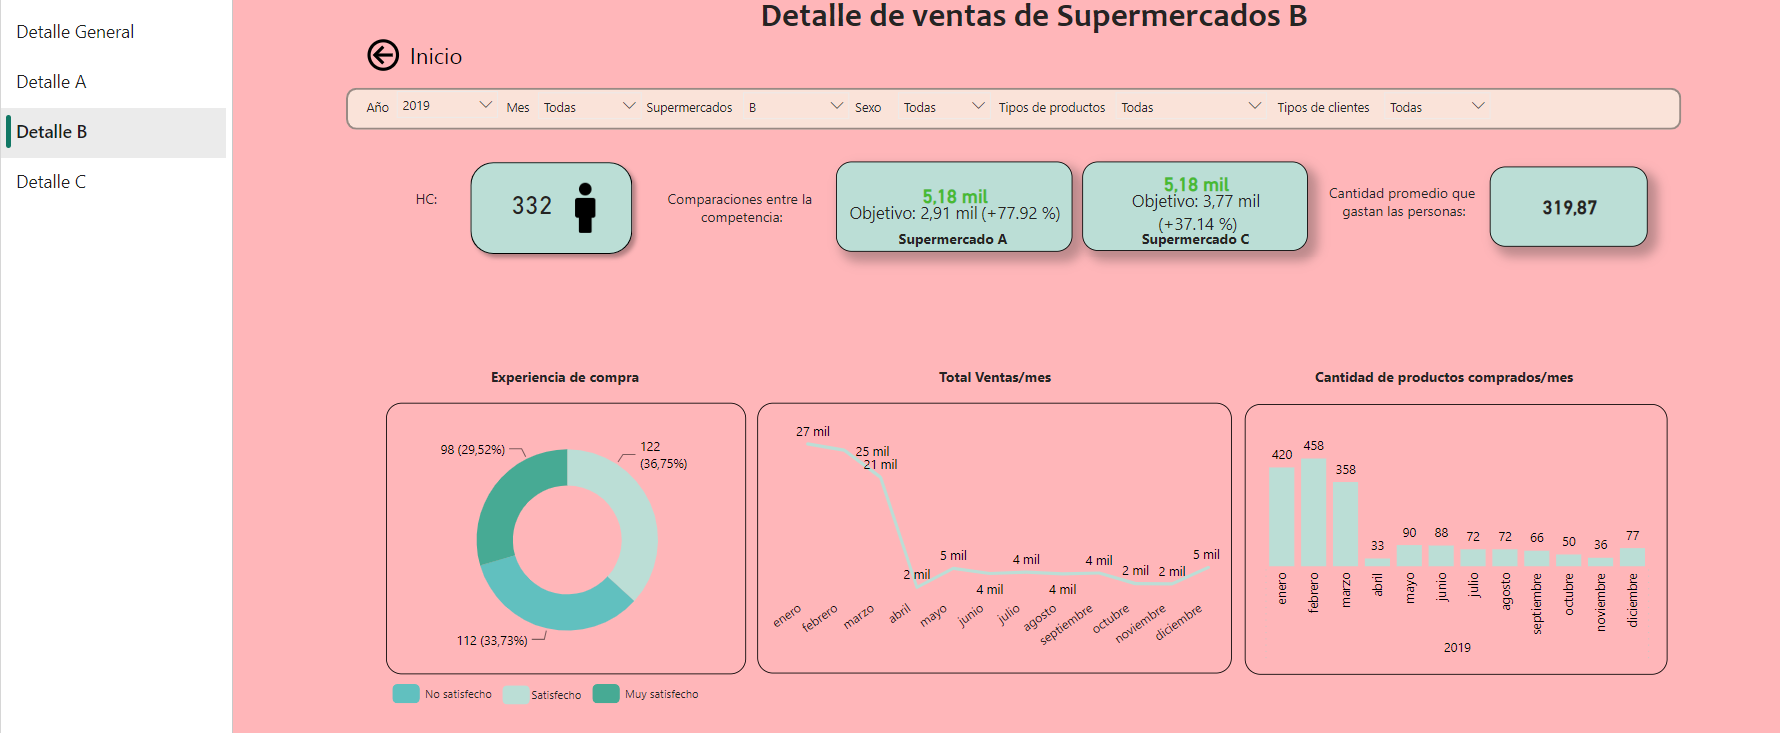 Detalle General
Detalle A
Detalle B
Detalle C
Detalle de ventas de Supermercados B
Inicio
Año 2019 Mes Todas Supermercados B Sexo Todas Tipos de productos Todas Tipos de clientes Todas
HC:
332
Comparaciones entre la
competencia:
5,18 mil
Objetivo: 2,91 mil (+77.92 %)
Supermercado A
5,18 mil
Objetivo: 3,77 mil
(+37.14 %)
Supermercado C
Cantidad promedio que
gastan las personas:
319,87
Experiencia de compra
98 (29,52%)
122
(36,75%)
112 (33,73%)
No satisfecho Satisfecho Muy satisfecho
Total Ventas/mes
27 mil
25 mil
21 mil
2 mil
5 mil
4 mil
4 mil
4 mil
4 mil
2 mil
2 mil
5 mil
enero
febrero
marzo
abril
mayo
junio
julio
agosto
septiembre
octubre
noviembre
diciembre
Cantidad de productos comprados/mes
420
458
358
33
90
88
72
72
66
50
36
77
enero
febrero
marzo
abril
mayo
junio
julio
agosto
septiembre
octubre
noviembre
diciembre
2019